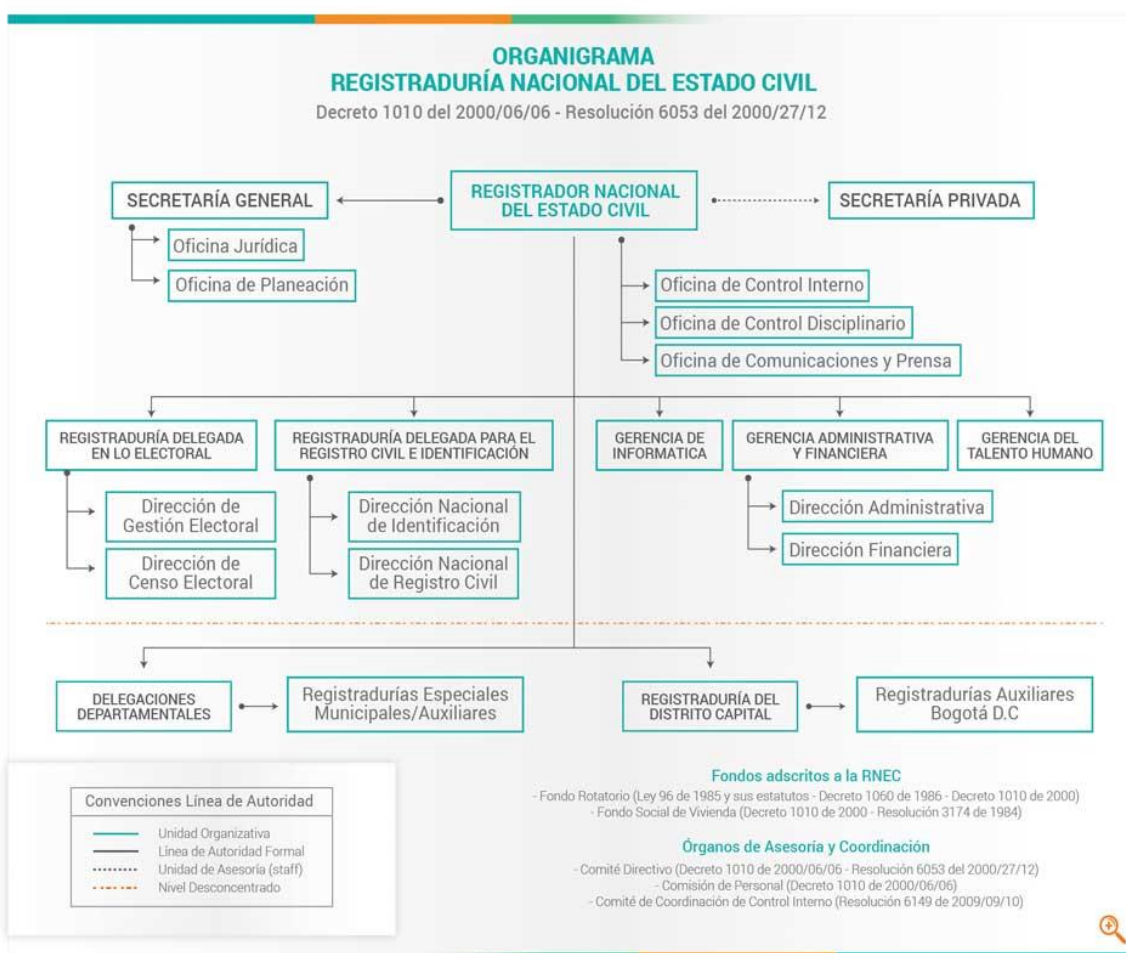 ORGANIGRAMA
REGISTRADURÍA NACIONAL DEL ESTADO CIVIL
Decreto 1010 del 2000/06/06 - Resolución 6053 del 2000/27/12
SECRETARÍA GENERAL
REGISTRADOR NACIONAL
DEL ESTADO CIVIL
SECRETARÍA PRIVADA
Oficina Jurídica
Oficina de Planeación
Oficina de Control Interno
Oficina de Control Disciplinario
Oficina de Comunicaciones y Prensa
REGISTRADURÍA DELEGADA
EN LO ELECTORAL
REGISTRADURÍA DELEGADA PARA EL
REGISTRO CIVIL E IDENTIFICACIÓN
GERENCIA DE
INFORMATICA
GERENCIA ADMINISTRATIVA
Y FINANCIERA
GERENCIA DEL
TALENTO HUMANO
Dirección de
Gestión Electoral
Dirección de
Censo Electoral
Dirección Nacional
de Identificación
Dirección Nacional
de Registro Civil
Dirección Administrativa
Dirección Financiera
DELEGACIONES
DEPARTAMENTALES
Registradurías Especiales
Municipales/Auxiliares
REGISTRADURÍA DEL
DISTRITO CAPITAL
Registradurías Auxiliares
Bogotá D.C
Convenciones Línea de Autoridad
Unidad Organizativa
Línea de Autoridad Formal
Unidad de Asesoría (staff)
Nivel Desconcentrado
Fondos adscritos a la RNEC
- Fondo Rotatorio (Ley 96 de 1985 y sus estatutos - Decreto 1060 de 1986 - Decreto 1010 de 2000)
- Fondo Social de Vivienda (Decreto 1010 de 2000 - Resolución 3174 de 1984)
Órganos de Asesoría y Coordinación
- Comité Directivo (Decreto 1010 de 2000/06/06 - Resolución 6053 del 2000/27/12)
- Comisión de Personal (Decreto 1010 de 2000/06/06)
- Comité de Coordinación de Control Interno (Resolución 6149 de 2009/09/10)